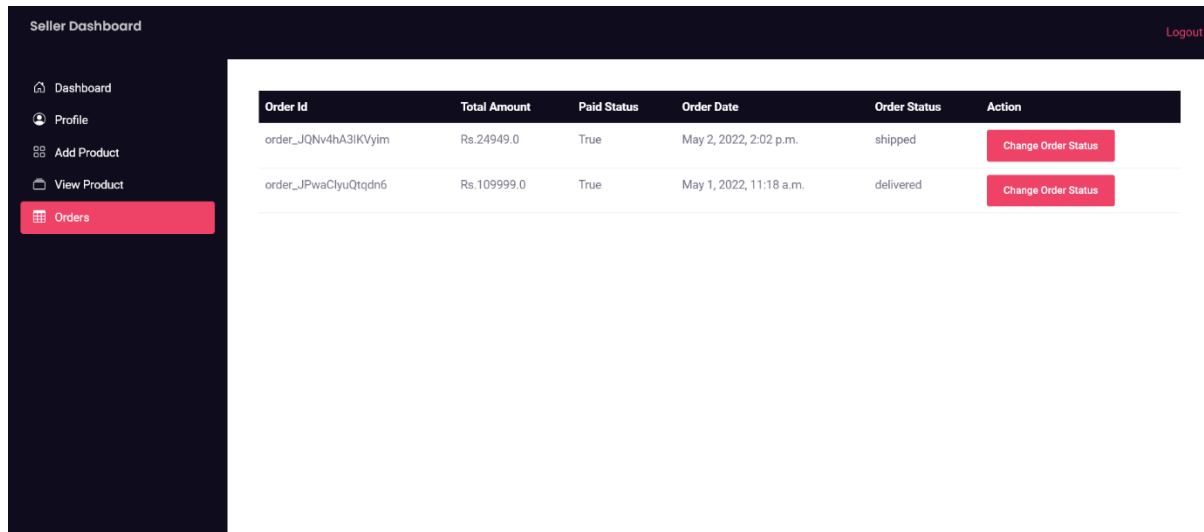 Seller Dashboard
Logout
Dashboard
Profile
Add Product
View Product
Orders
Order Id Total Amount Paid Status Order Date Order Status Action
order_JQNv4hA3lKVyim Rs.24949.0 True May 2, 2022, 2:02 p.m. shipped Change Order Status
order_JPwaClyuQtqdn6 Rs.109999.0 True May 1, 2022, 11:18 a.m. delivered Change Order Status